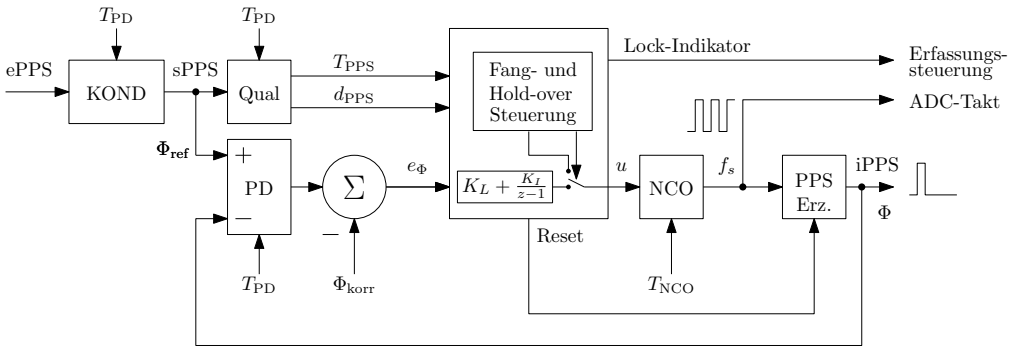 T_PD
T_PD
ePPS
KOND
sPPS
Qual
T_PPS
d_PPS
Fang- und
Hold-over
Steuerung
Lock-Indikator
Erfassungs-
steuerung
ADC-Takt
Φ_ref
+
PD
−
T_PD
Σ
−
Φ_korr
e_Φ
K_L + K_I/(z−1)
u
NCO
T_NCO
f_s
PPS
Erz.
iPPS
Φ
Reset